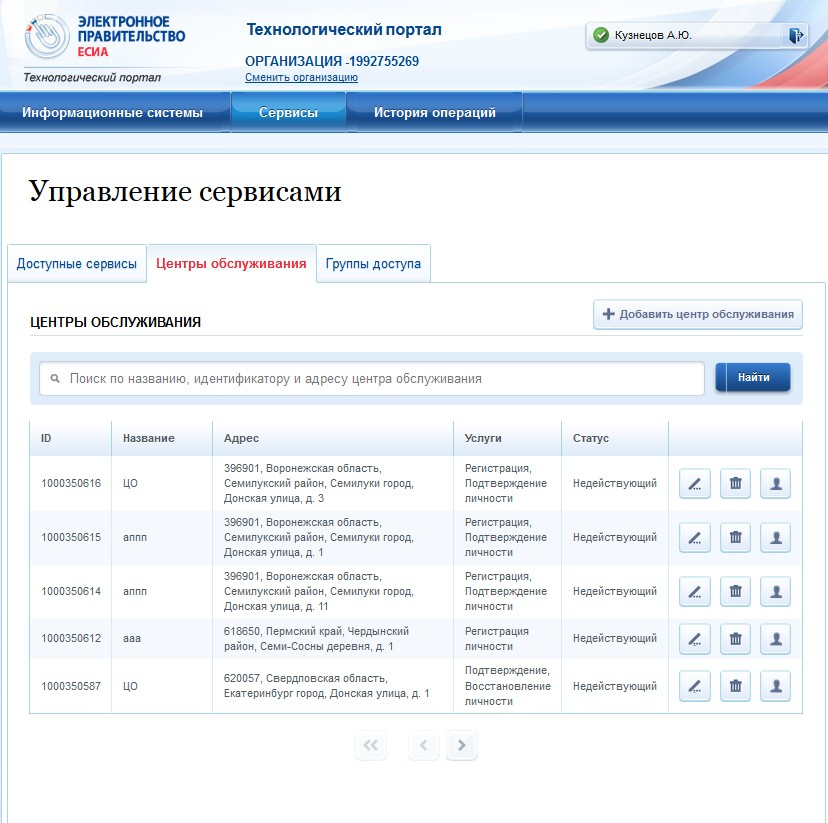 ЭЛЕКТРОННОЕ
ПРАВИТЕЛЬСТВО
ЕСИА
Технологический портал
Технологический портал
ОРГАНИЗАЦИЯ -1992755269
Сменить организацию
Кузнецов А.Ю.
Информационные системы
Сервисы
История операций
Управление сервисами
Доступные сервисы
Центры обслуживания
Группы доступа
ЦЕНТРЫ ОБСЛУЖИВАНИЯ
Добавить центр обслуживания
Поиск по названию, идентификатору и адресу центра обслуживания
Найти
ID Название Адрес Услуги Статус
1000350616 ЦО 396901, Воронежская область,
Семилукский район, Семилуки город,
Донская улица, д. 3
Регистрация,
Подтверждение
личности
Недействующий
1000350615 аппп 396901, Воронежская область,
Семилукский район, Семилуки город,
Донская улица, д. 1
Регистрация,
Подтверждение
личности
Недействующий
1000350614 аппп 396901, Воронежская область,
Семилукский район, Семилуки город,
Донская улица, д. 11
Регистрация,
Подтверждение
личности
Недействующий
1000350612 ааа 618650, Пермский край, Чердынский
район, Семи-Сосны деревня, д. 1
Регистрация
личности
Недействующий
1000350587 ЦО 620057, Свердловская область,
Екатеринбург город, Донская улица, д. 1
Подтверждение,
Восстановление
личности
Недействующий